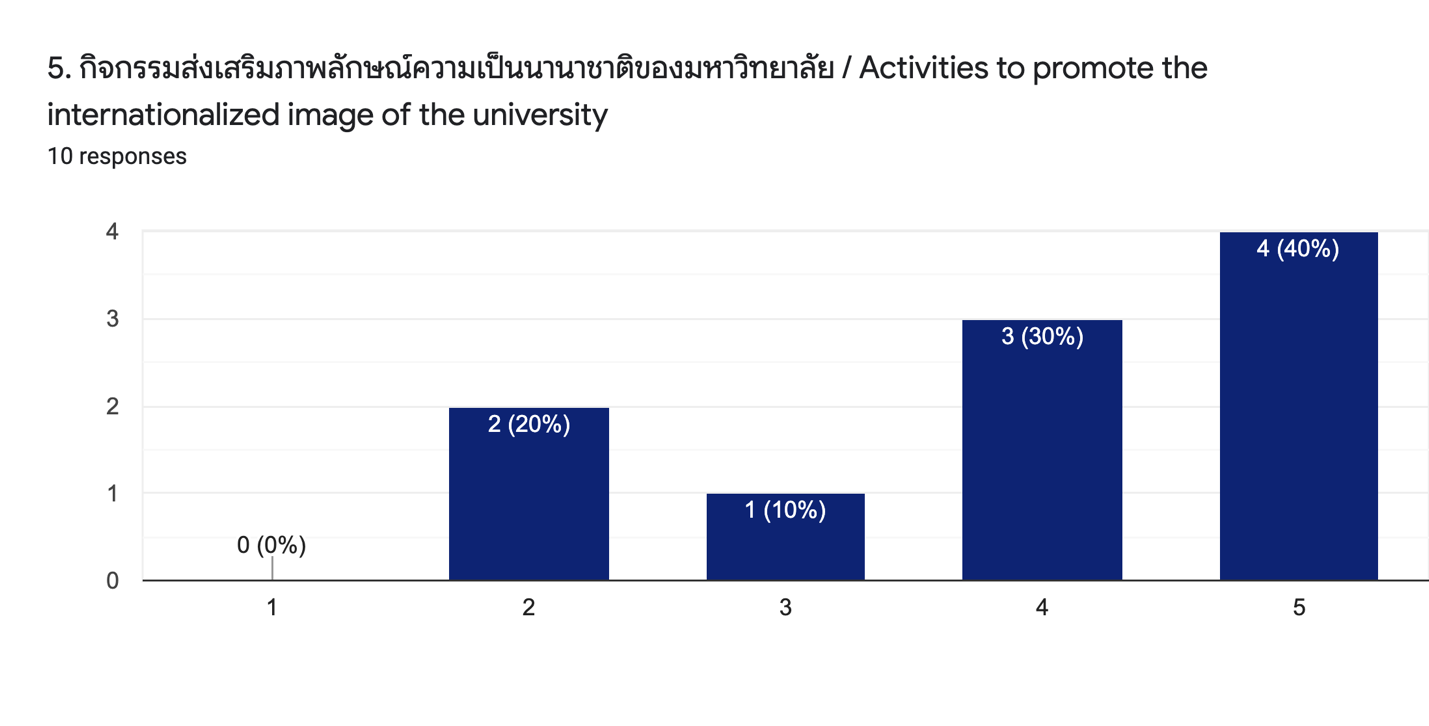 5. กิจกรรมส่งเสริมภาพลักษณ์ความเป็นนานาชาติของมหาวิทยาลัย / Activities to promote the
internationalized image of the university
10 responses
4
4 (40%)
3
3 (30%)
2
2 (20%)
1
1 (10%)
0 (0%)
0
1 2 3 4 5